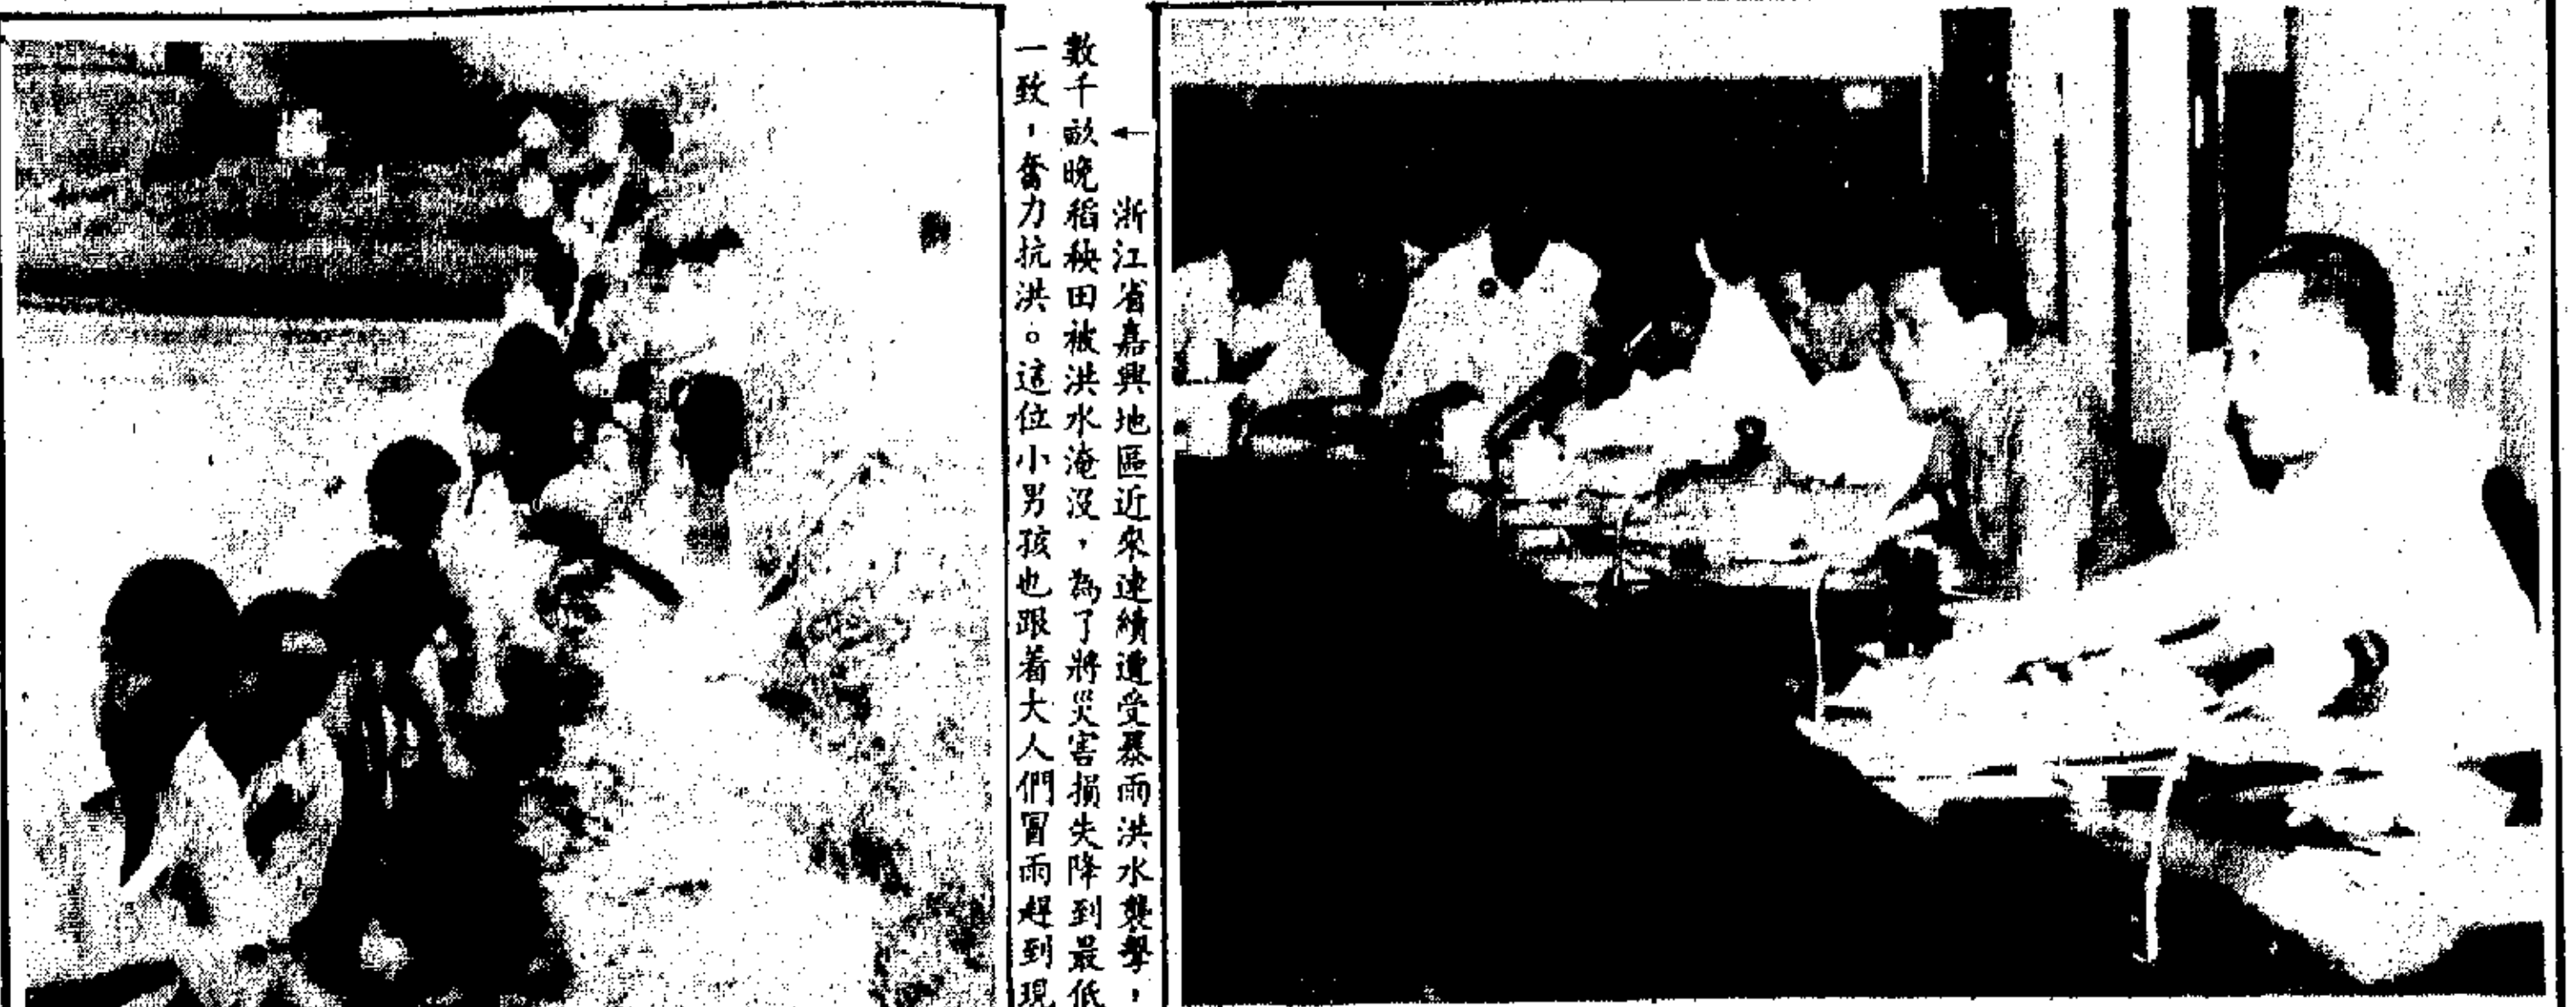 ← 浙江省嘉興地區近來連續遭受暴雨洪水襲擊，
數千畝晚稻秧田被洪水淹没，為了將災害損失降到最低
一致，奮力抗洪。這位小男孩也跟着大人們冒雨趕到現